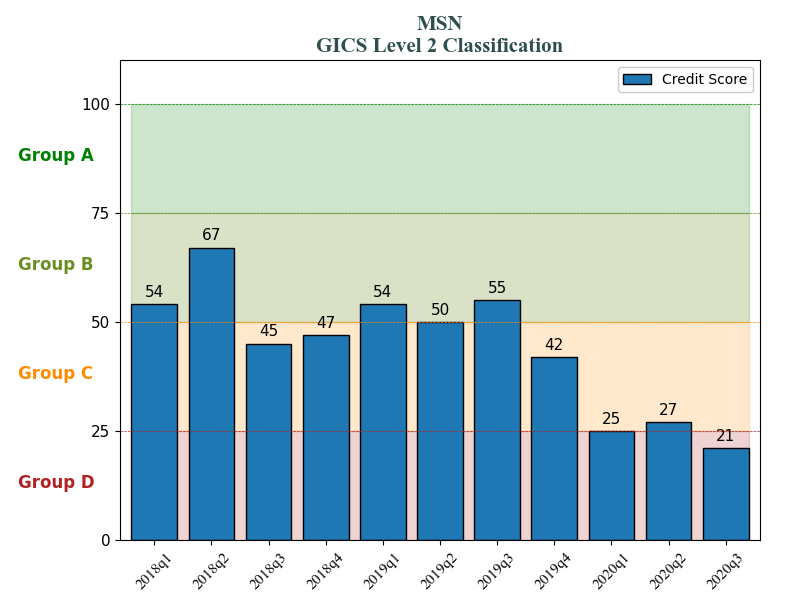 MSN
GICS Level 2 Classification
Credit Score
100
Group A
75
67
Group B
54
54
55
50
50
47
45
42
Group C
25
27
25
21
Group D
0
2018q1
2018q2
2018q3
2018q4
2019q1
2019q2
2019q3
2019q4
2020q1
2020q2
2020q3